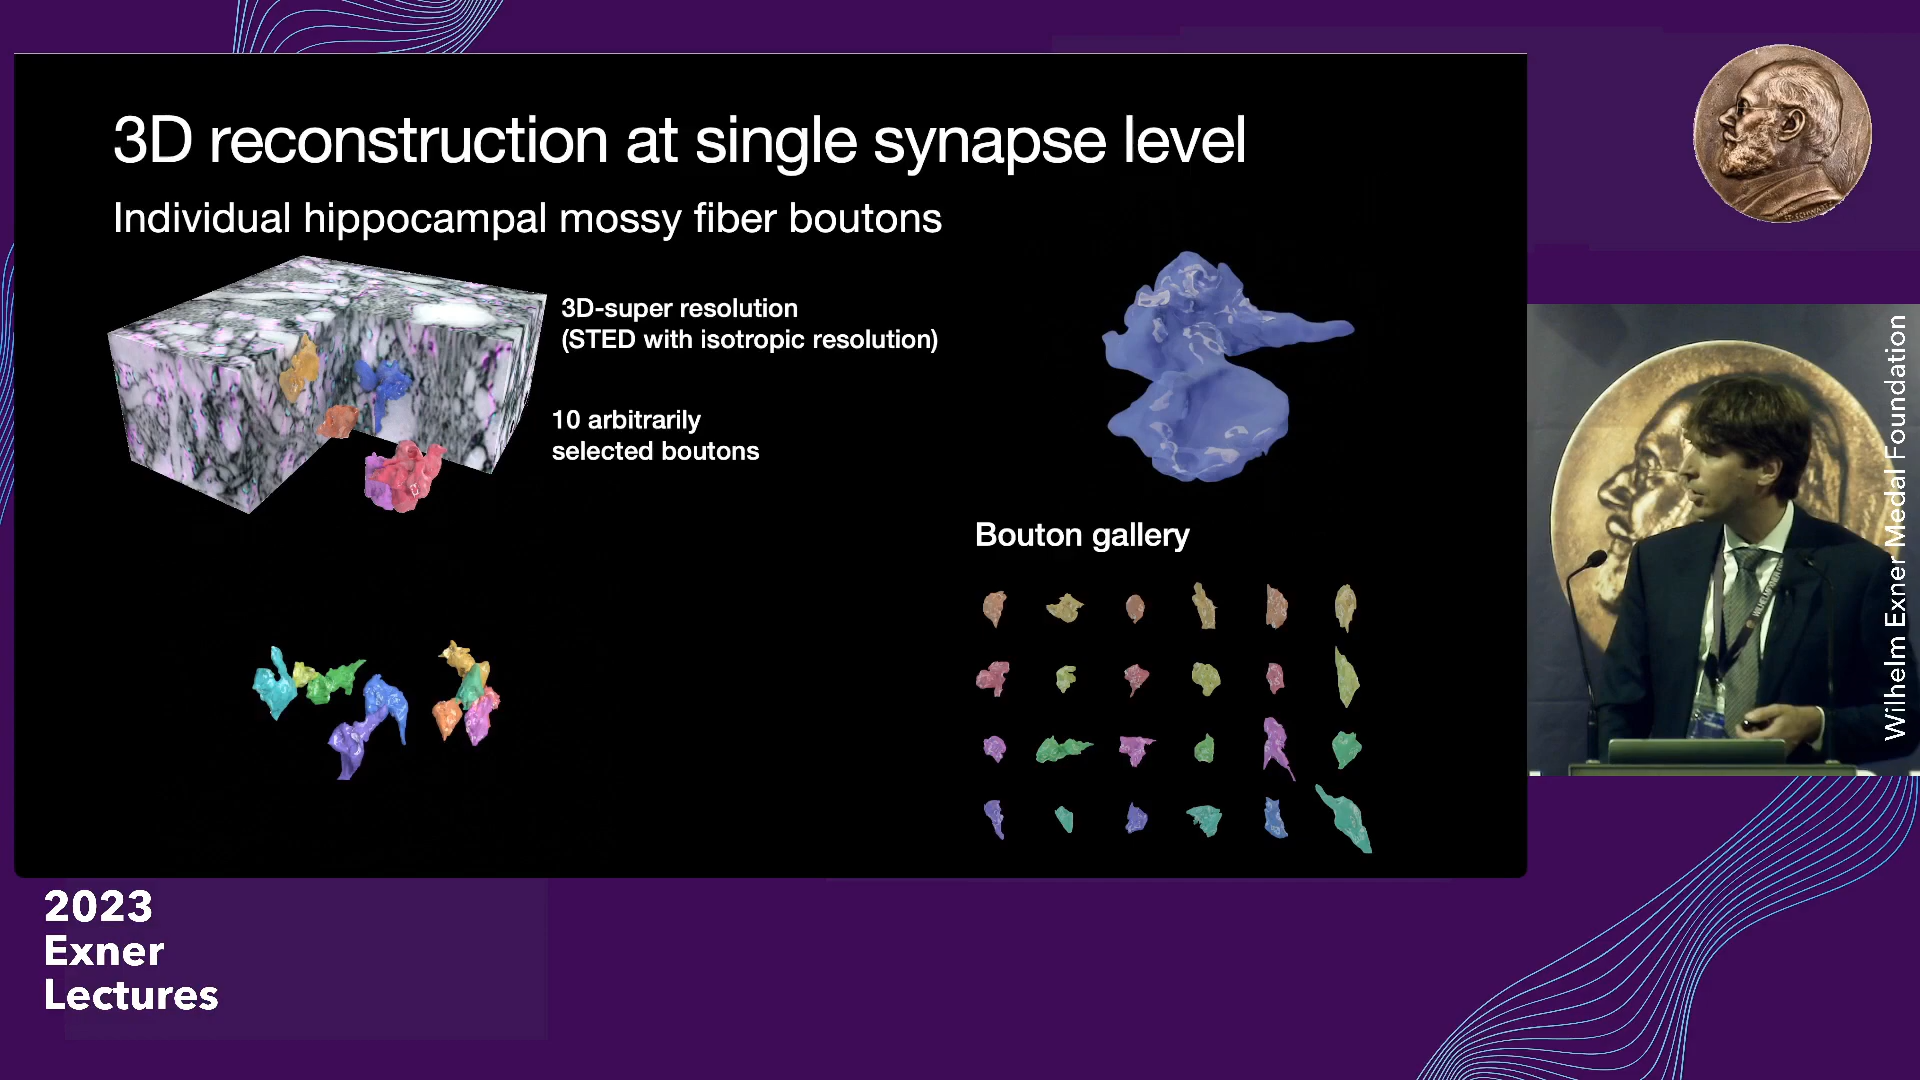 3D reconstruction at single synapse level
Individual hippocampal mossy fiber boutons
3D-super resolution
(STED with isotropic resolution)
10 arbitrarily
selected boutons
Bouton gallery
Wilhelm Exner Medal Foundation
2023
Exner
Lectures